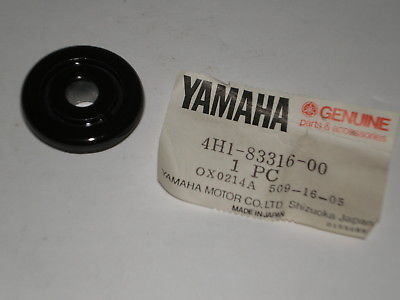 YAMAHA
GENUINE
parts & accessories
4H1-83316-00
1 PC
OX0214A 509-16-05
YAMAHA MOTOR CO.,LTD Shizuoka Japan
MADE IN JAPAN